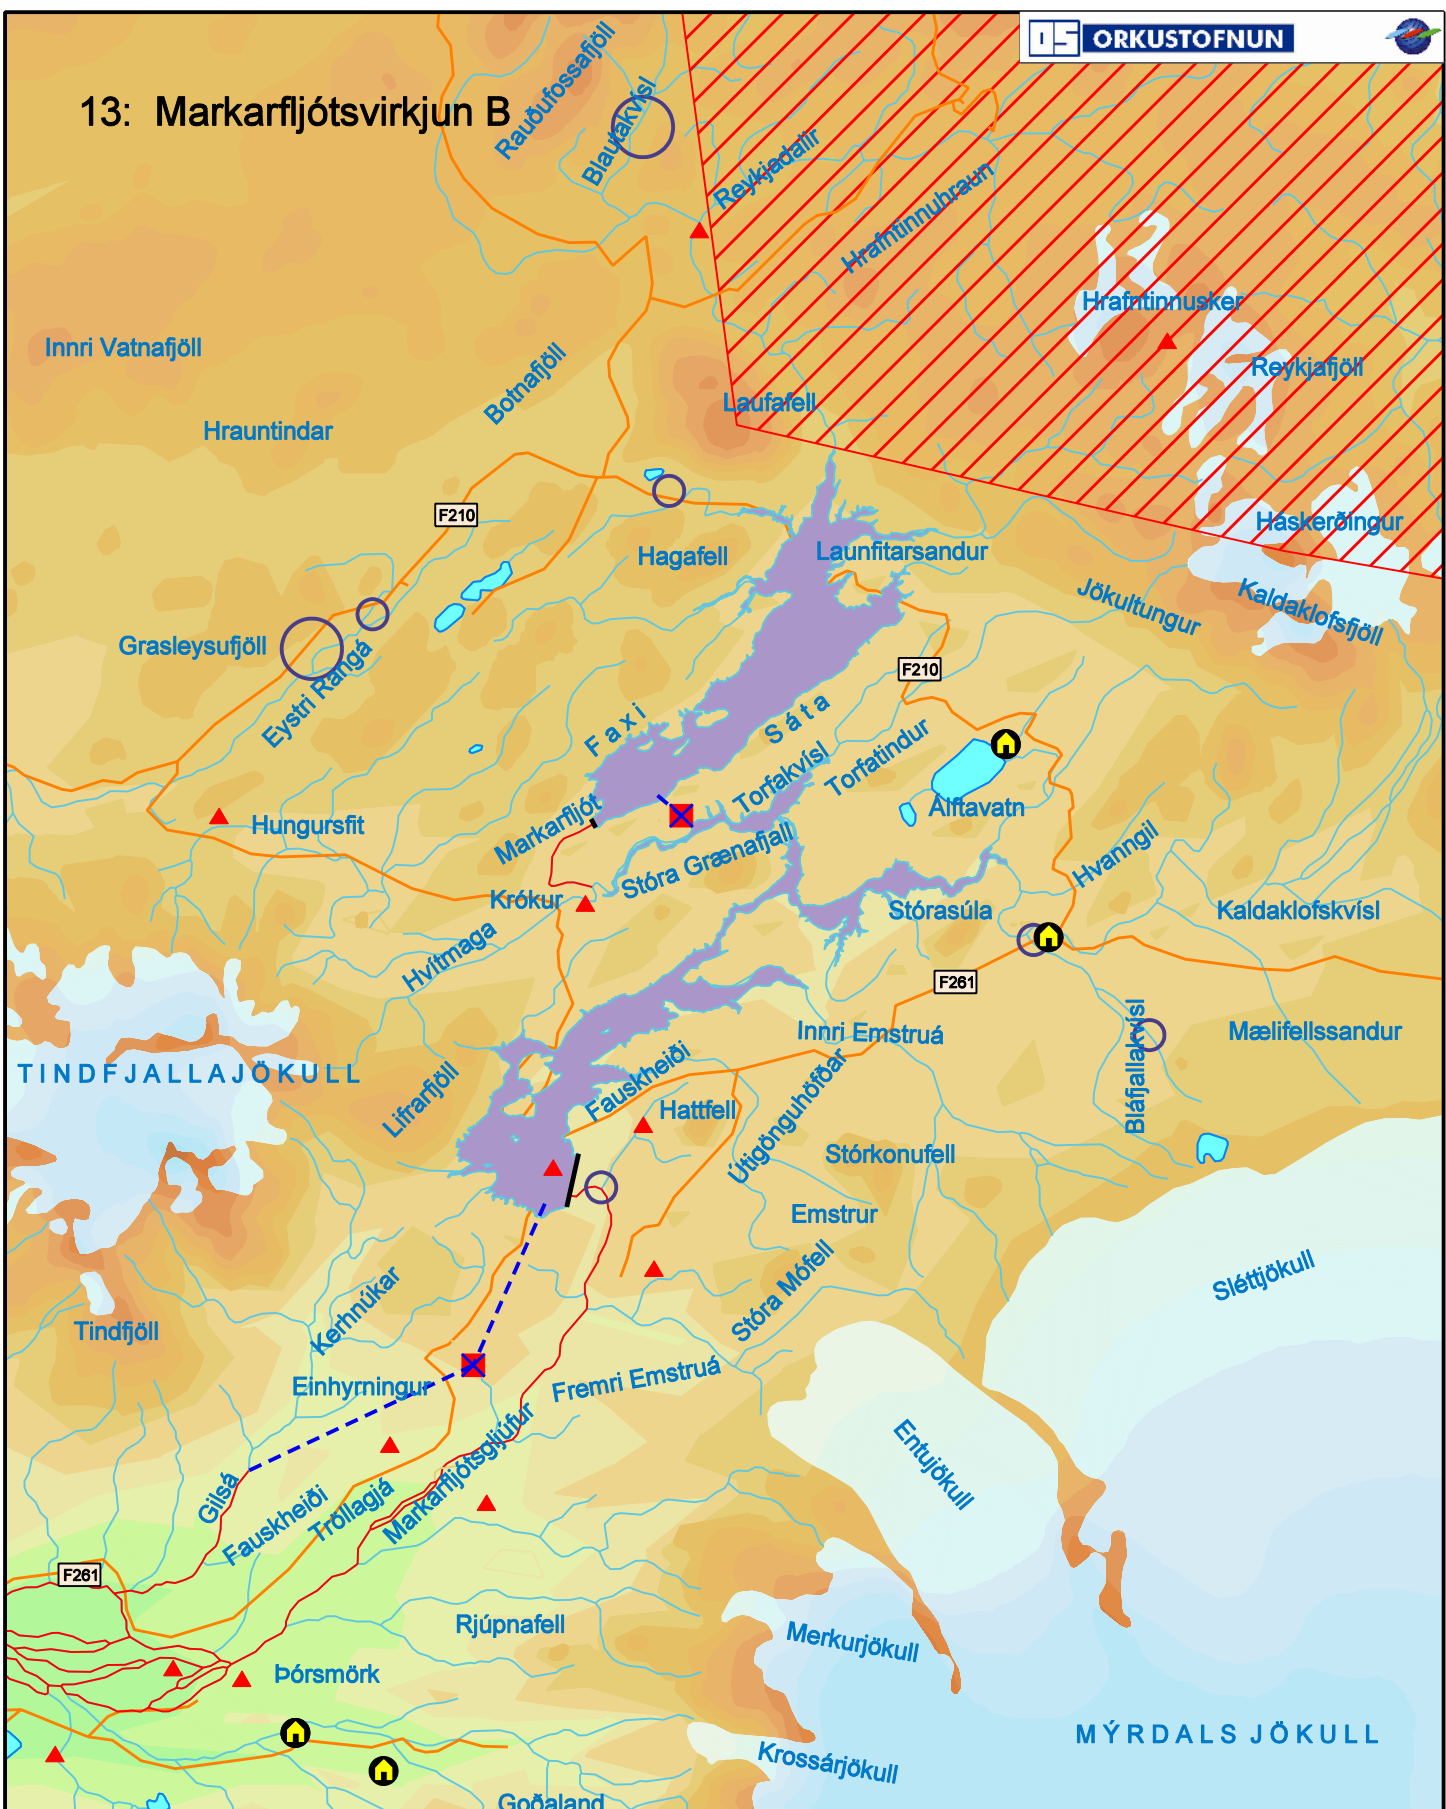 OS ORKUSTOFNUN
13: Markarfljótsvirkjun B
Rauðufossafjöll
Blautakvísl
Reykjadalir
Hrafntinnuhraun
Hrafntinnusker
Innri Vatnafjöll
Reykjafjöll
Botnafjöll
Laufafell
Hrauntindar
F210
Háskerðingur
Hagafell
Launfitarsandur
Jökultungur
Kaldaklofsfjöll
Grasleysufjöll
Eystri Rangá
F210
Faxi
Sáta
Torfakvísl
Torfatindur
Álftavatn
Markarfljót
Hungursfit
Stóra Grænafjall
Hvanngil
Krókur
Stórasúla
Kaldaklofskvísl
Hvítmaga
F261
Innri Emstruá
Bláfjallakvísl
Mælifellssandur
TINDFJALLAJÖKULL
Lifrarfjöll
Fauskheiði
Hattfell
Útigönguhöfðar
Stórkonufell
Emstrur
Stóra Mófell
Sléttjökull
Kerhnúkar
Tindfjöll
Einhyrningur
Fremri Emstruá
Entujökull
Gilsá
Fauskheiði
Tröllagjá
Markarfljótsgljúfur
F261
Rjúpnafell
Merkurjökull
Þórsmörk
MÝRDALSJÖKULL
Krossárjökull
Goðaland